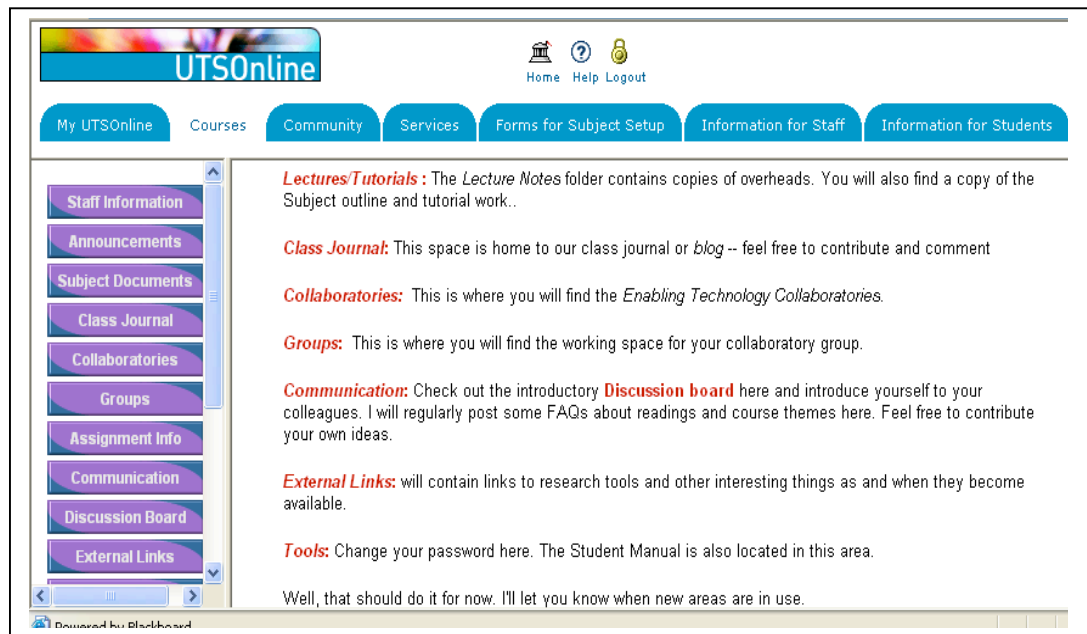 UTSOnline
Home Help Logout
My UTSOnline Courses Community Services Forms for Subject Setup Information for Staff Information for Students
Staff Information
Announcements
Subject Documents
Class Journal
Collaboratories
Groups
Assignment Info
Communication
Discussion Board
External Links
Lectures/Tutorials : The Lecture Notes folder contains copies of overheads. You will also find a copy of the
Subject outline and tutorial work..
Class Journal: This space is home to our class journal or blog -- feel free to contribute and comment
Collaboratories: This is where you will find the Enabling Technology Collaboratories.
Groups: This is where you will find the working space for your collaboratory group.
Communication: Check out the introductory Discussion board here and introduce yourself to your
colleagues. I will regularly post some FAQs about readings and course themes here. Feel free to contribute
your own ideas.
External Links: will contain links to research tools and other interesting things as and when they become
available.
Tools: Change your password here. The Student Manual is also located in this area.
Well, that should do it for now. I'll let you know when new areas are in use.
Powered by Blackboard